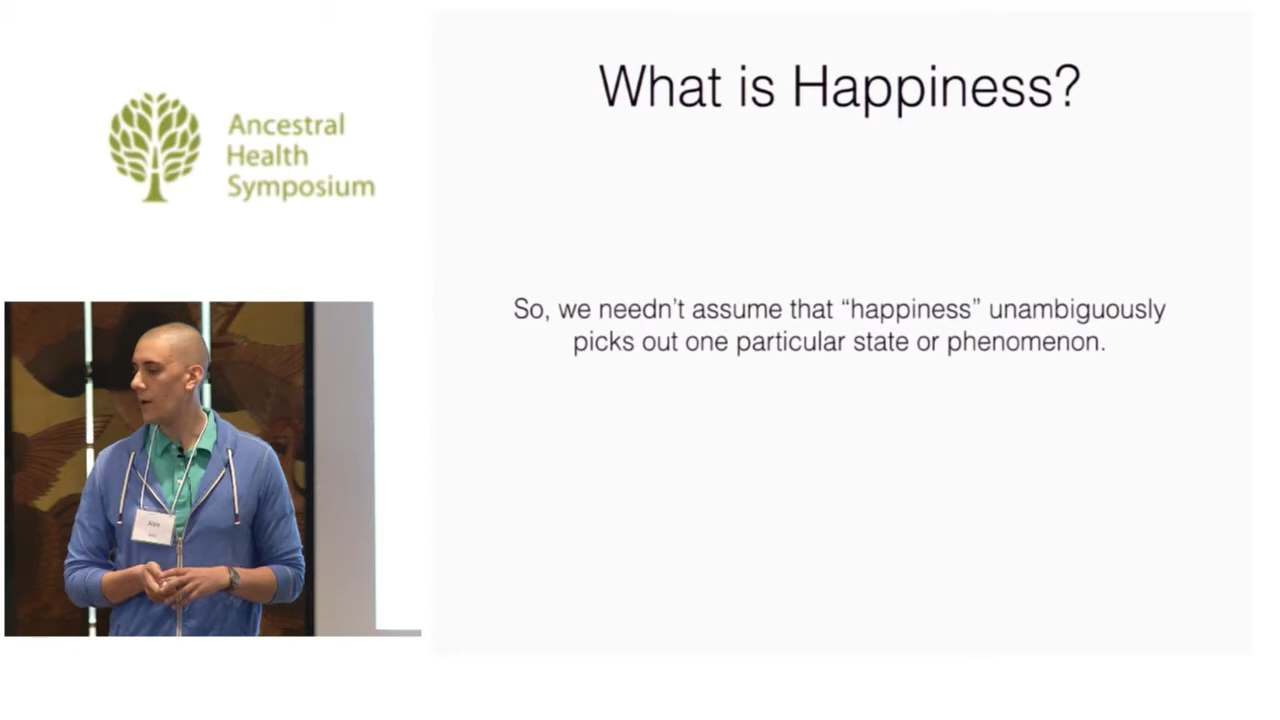 What is Happiness?
Ancestral
Health
Symposium
So, we needn't assume that “happiness” unambiguously
picks out one particular state or phenomenon.
Alex